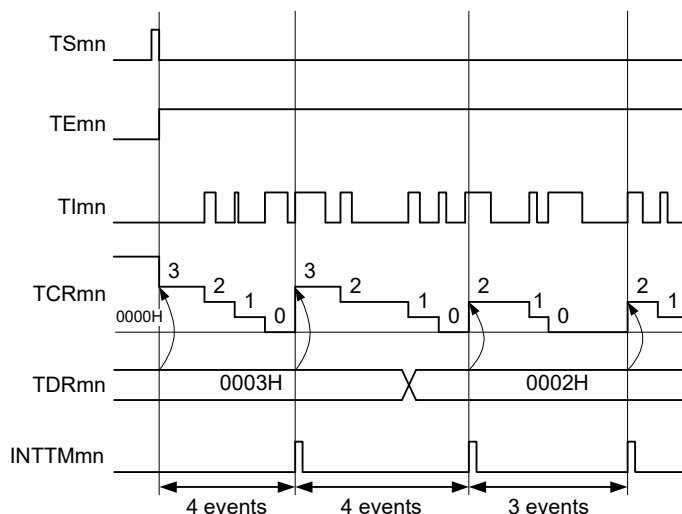 TSmn
TEmn
TImn
TCRmn
3 2 1 0 3 2 1 0 2 1 0 2 1
0000H
TDRmn 0003H 0002H
INTTMmn
4 events 4 events 3 events